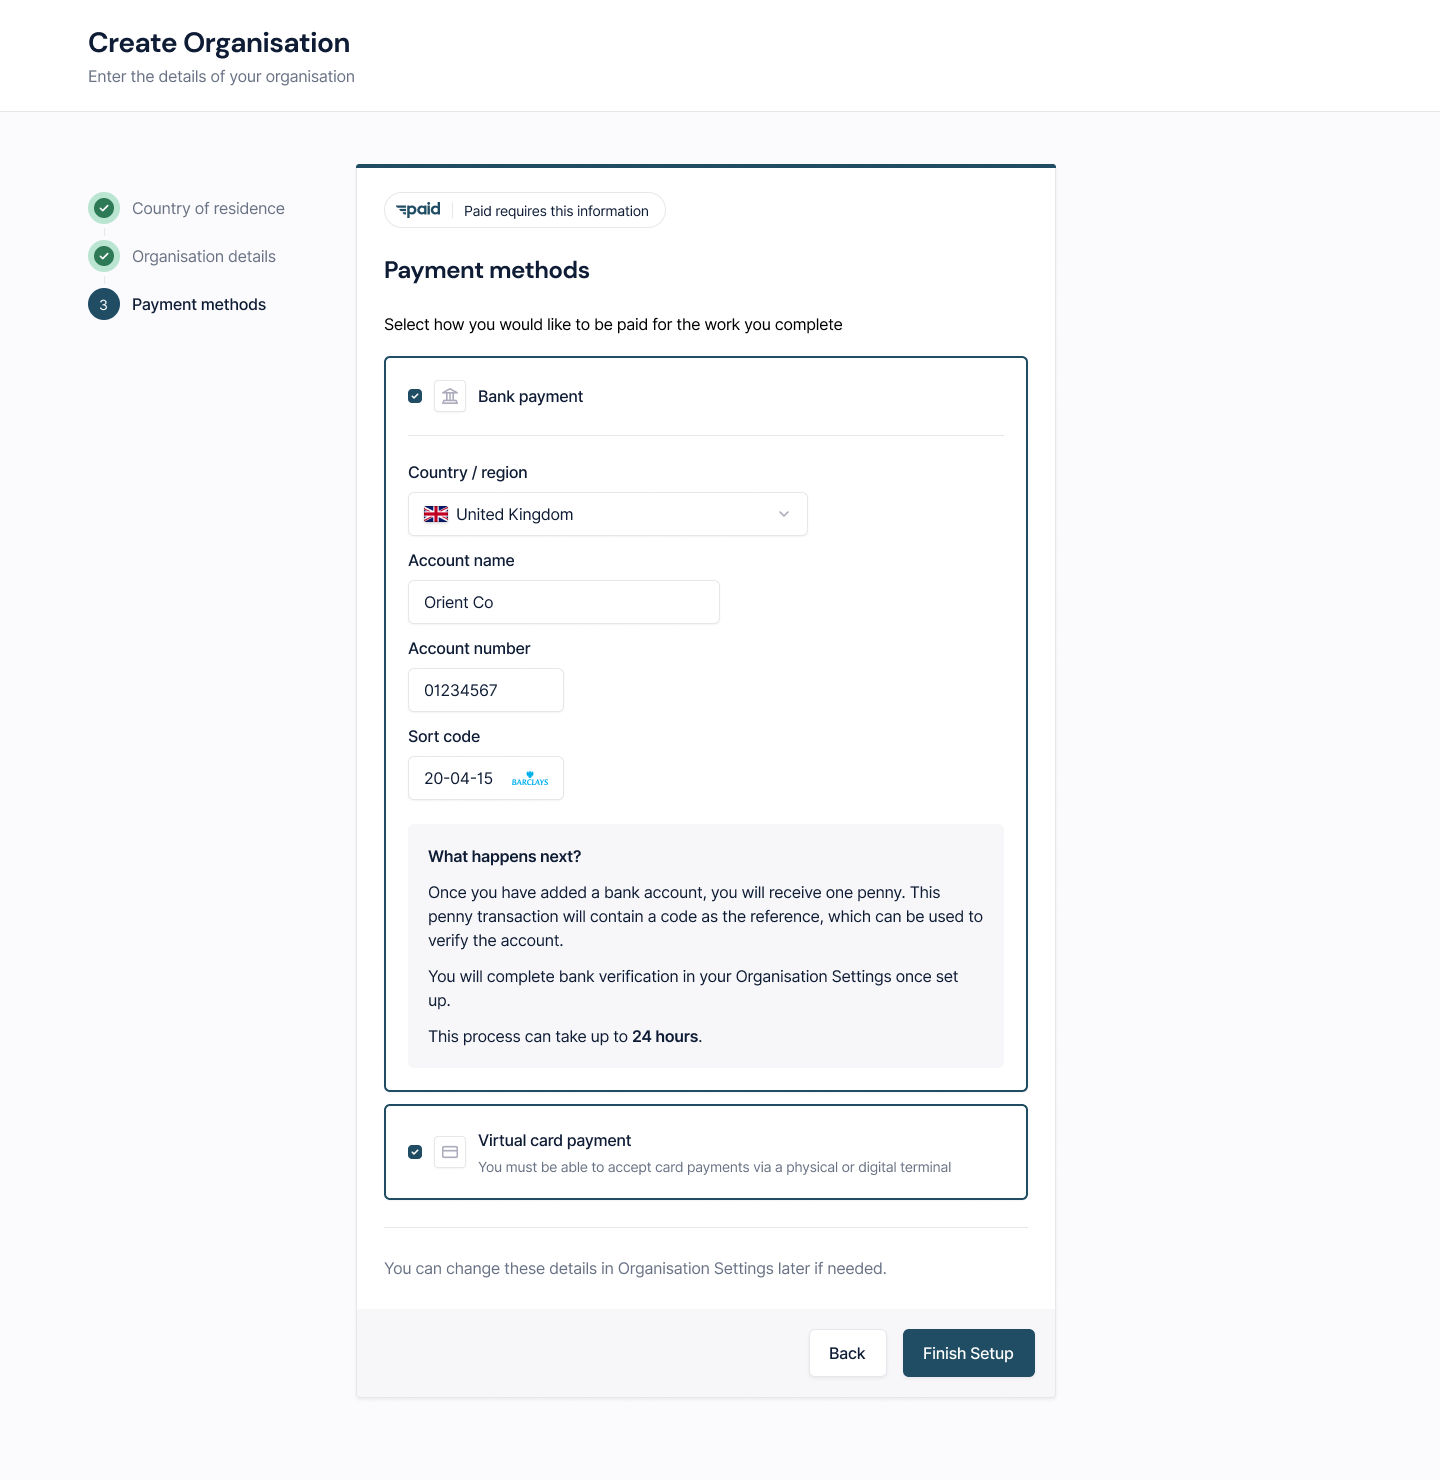 Create Organisation
Enter the details of your organisation
Country of residence
Organisation details
3
Payment methods
paid
Paid requires this information
Payment methods
Select how you would like to be paid for the work you complete
Bank payment
Country / region
United Kingdom
Account name
Orient Co
Account number
01234567
Sort code
20-04-15
BARCLAYS
What happens next?
Once you have added a bank account, you will receive one penny. This
penny transaction will contain a code as the reference, which can be used to
verify the account.
You will complete bank verification in your Organisation Settings once set
up.
This process can take up to 24 hours.
Virtual card payment
You must be able to accept card payments via a physical or digital terminal
You can change these details in Organisation Settings later if needed.
Back
Finish Setup